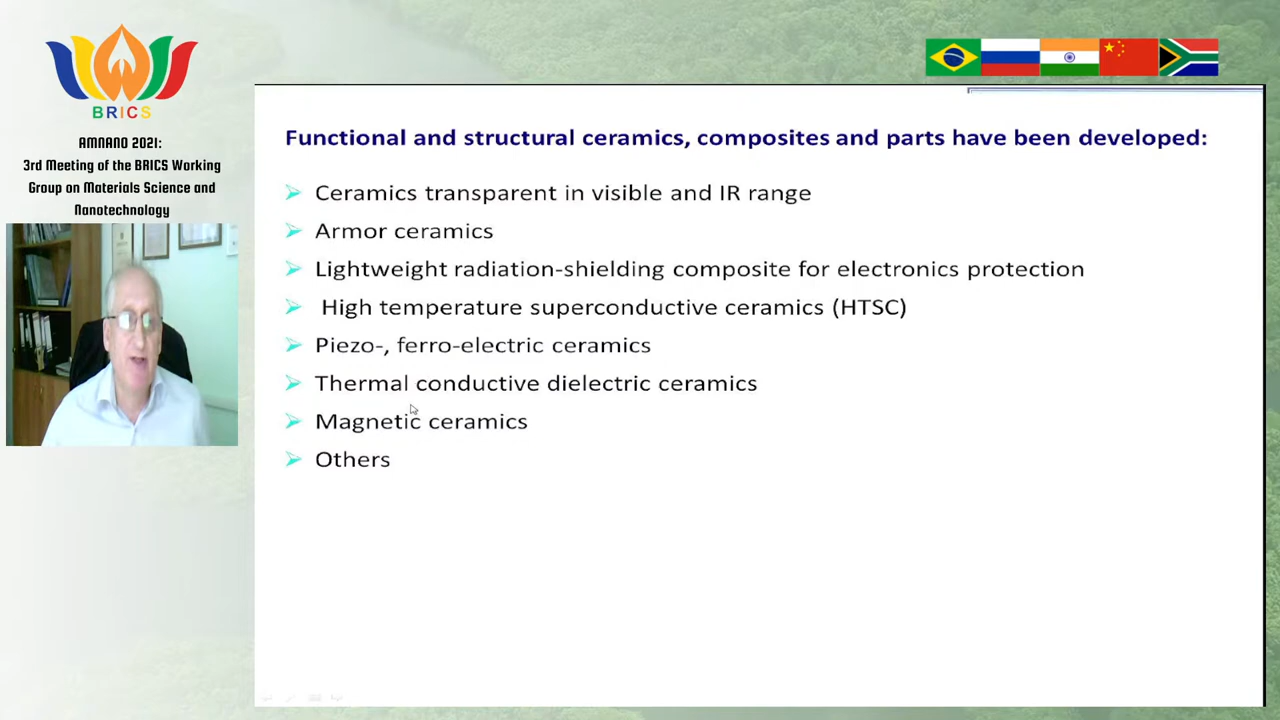 BRICS
AMNANO 2021:
3rd Meeting of the BRICS Working
Group on Materials Science and
Nanotechnology
Functional and structural ceramics, composites and parts have been developed:
Ceramics transparent in visible and IR range
Armor ceramics
Lightweight radiation-shielding composite for electronics protection
High temperature superconductive ceramics (HTSC)
Piezo-, ferro-electric ceramics
Thermal conductive dielectric ceramics
Magnetic ceramics
Others